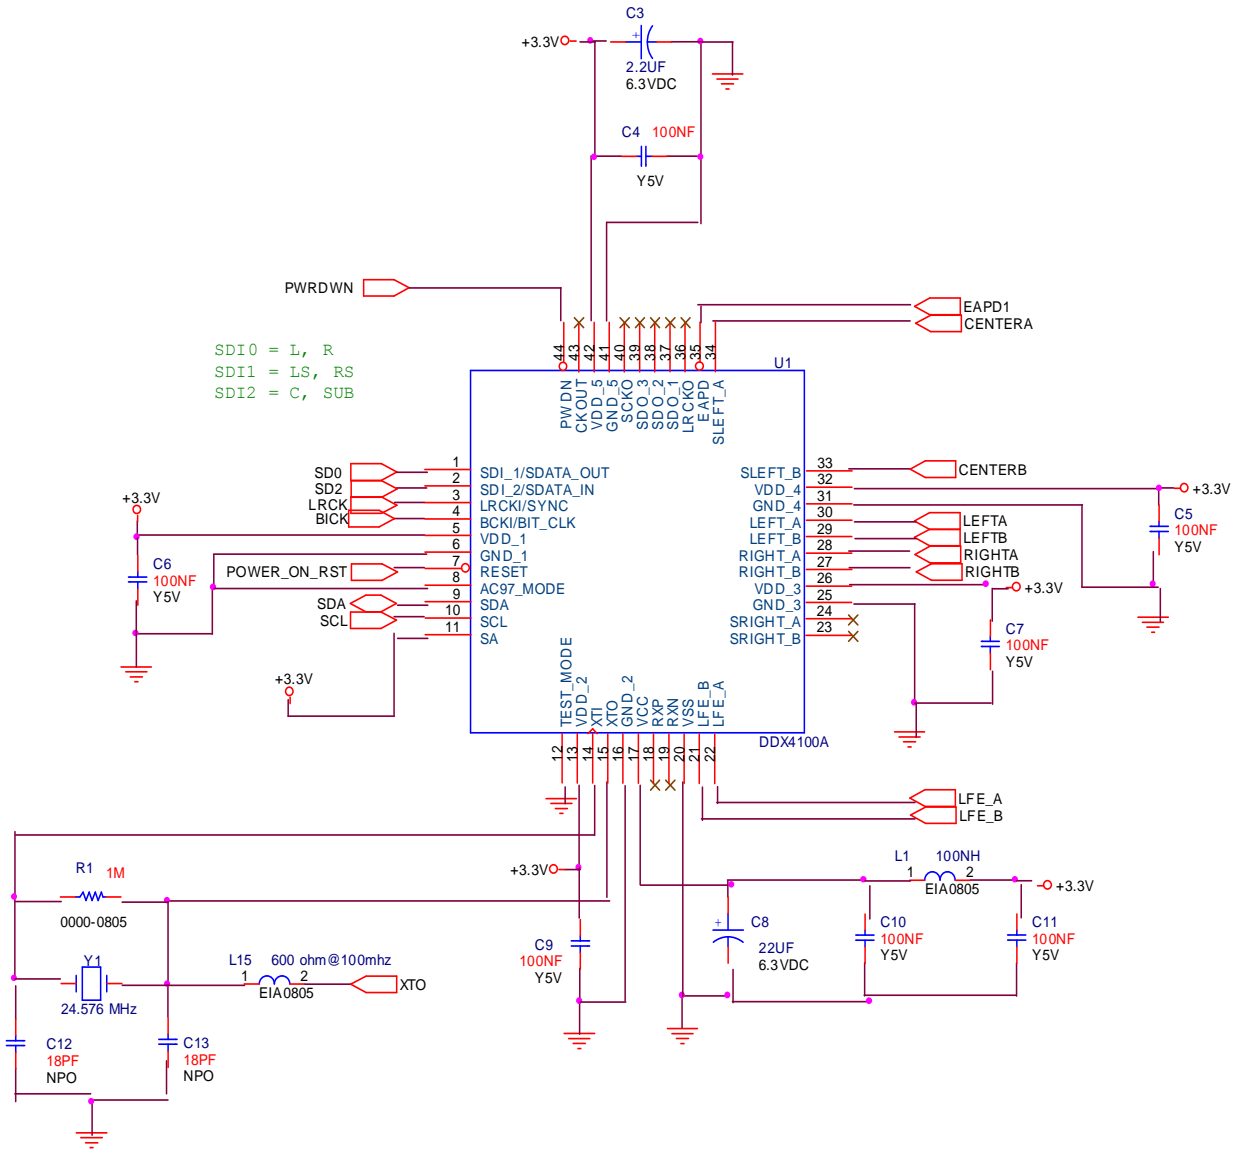 C3
+3.3V
2.2UF
6.3VDC
C4 100NF
Y5V
PWRDWN
EAPD1
CENTERA
SDI0 = L, R
SDI1 = LS, RS
SDI2 = C, SUB
44 43 42 41 40 39 38 37 36 35 34
U1
PWDN
CKOUT
VDD_5
GND_5
SCKO
SDO_3
SDO_2
SDO_1
LRCKO
EAPD
SLEFT_A
SD0 1 SDI_1/SDATA_OUT
SD2 2 SDI_2/SDATA_IN
LRCK 3 LRCKI/SYNC
BICK 4 BCKI/BIT_CLK
5 VDD_1
6 GND_1
POWER_ON_RST 7 RESET
8 AC97_MODE
SDA 9 SDA
SCL 10 SCL
11 SA
+3.3V
C6
100NF
Y5V
+3.3V
SLEFT_B 33 CENTERB
VDD_4 32 +3.3V
GND_4 31
LEFT_A 30 LEFTA
LEFT_B 29 LEFTB
RIGHT_A 28 RIGHTA
RIGHT_B 27 RIGHTB
VDD_3 26 +3.3V
GND_3 25
SRIGHT_A 24
SRIGHT_B 23
C5
100NF
Y5V
C7
100NF
Y5V
TEST_MODE
VDD_2
XTI
XTO
GND_2
VCC
RXP
RXN
VSS
LFE_B
LFE_A
DDX4100A
12 13 14 15 16 17 18 19 20 21 22
LFE_A
LFE_B
R1 1M
0000-0805
Y1
24.576 MHz
L15 600 ohm@100mhz
1 2
EIA0805
XTO
C12
18PF
NPO
C13
18PF
NPO
+3.3V
C9
100NF
Y5V
L1 100NH
1 2
EIA0805
+3.3V
C8
22UF
6.3VDC
C10
100NF
Y5V
C11
100NF
Y5V